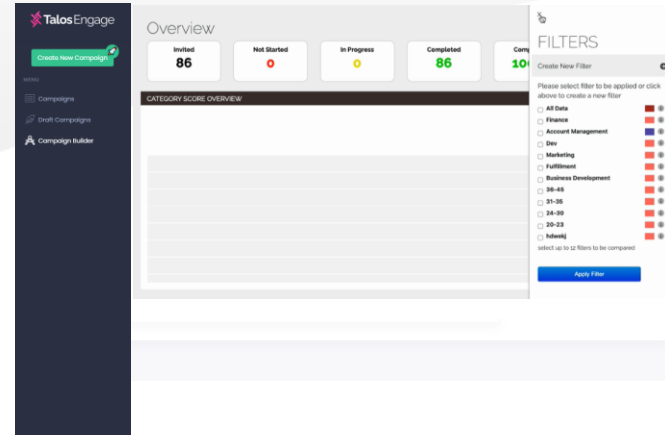 Talos Engage
Create New Campaign
MENU
Campaigns
Draft Campaigns
Campaign Builder
Overview
Invited
86
Not Started
0
In Progress
0
Completed
86
CATEGORY SCORE OVERVIEW
FILTERS
Create New Filter
Please select filter to be applied or click
above to create a new filter
All Data
Finance
Account Management
Dev
Marketing
Fulfillment
Business Development
36-45
31-35
24-30
20-23
hdwekj
select up to 12 filters to be compared
Apply Filter